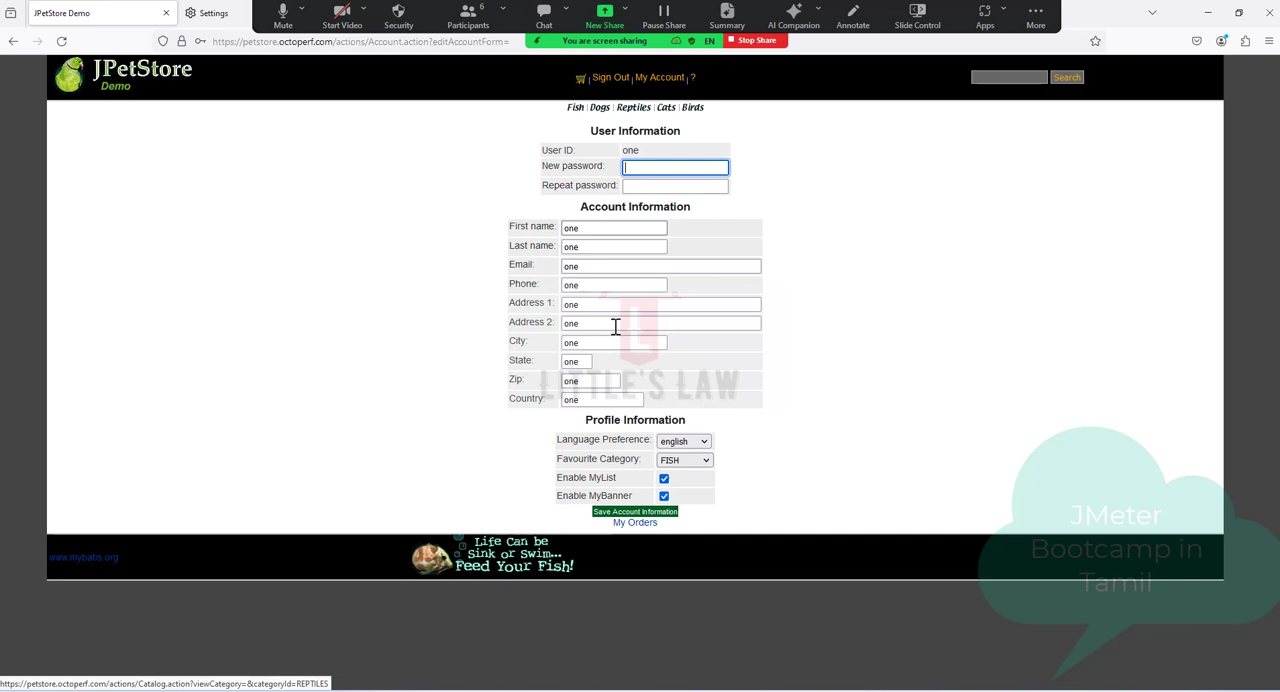 JPetStore Demo
Settings
Mute
Start Video
Security
Participants
6
Chat
New Share
Pause Share
Summary
AI Companion
Annotate
Slide Control
Apps
More
https://petstore.octoperf.com/actions/Account.action?editAccountForm=
You are screen sharing
EN
Stop Share
JPetStore
Demo
Sign Out | My Account | ?
Search
Fish | Dogs | Reptiles | Cats | Birds
User Information
User ID: one
New password:
Repeat password:
Account Information
First name: one
Last name: one
Email: one
Phone: one
Address 1: one
Address 2: one
City: one
State: one
Zip: one
Country: one
LITTLE'S LAW
Profile Information
Language Preference: english
Favourite Category: FISH
Enable MyList
Enable MyBanner
Save Account Information
My Orders
www.mybatis.org
Life Can be
Sink or Swim...
Feed Your Fish!
JMeter
Bootcamp in
Tamil
https://petstore.octoperf.com/actions/Catalog.action?viewCategory=&categoryId=REPTILES